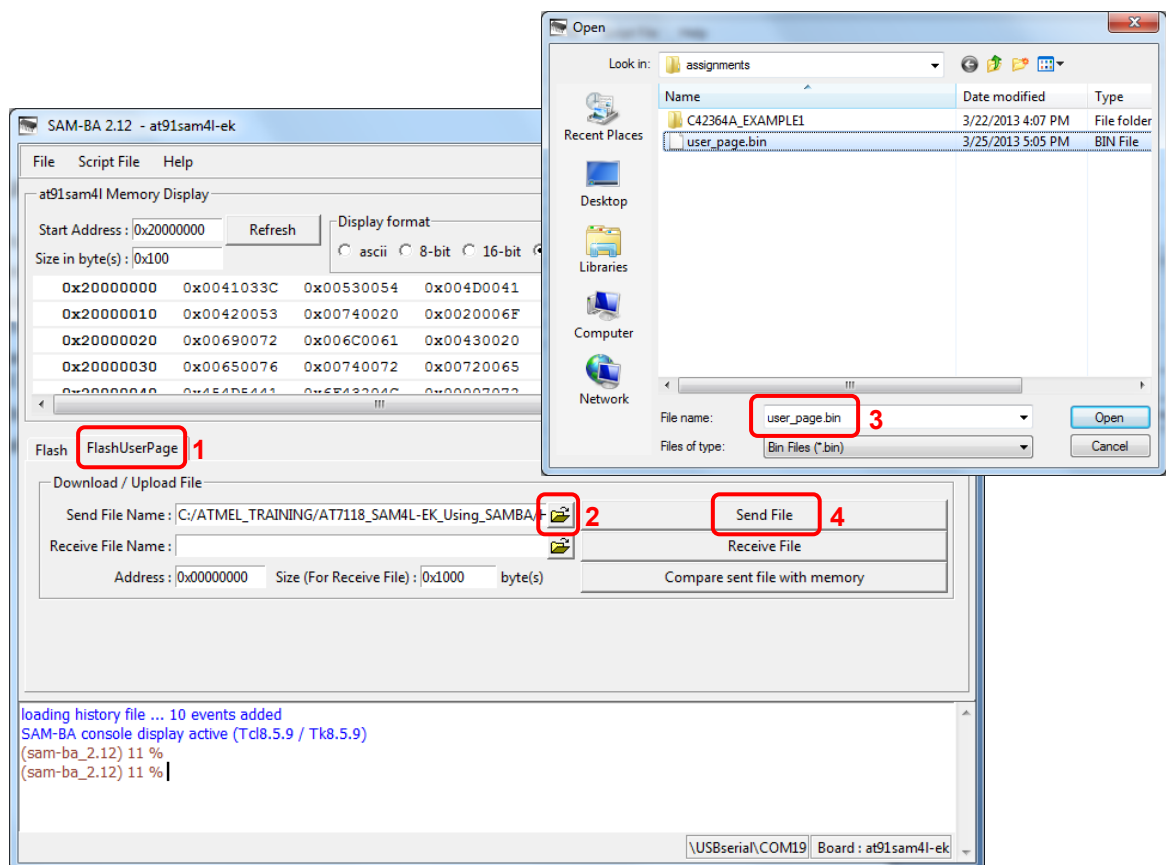 Open
Look in: assignments
Name Date modified Type
C42364A_EXAMPLE1 3/22/2013 4:07 PM File folder
user_page.bin 3/25/2013 5:05 PM BIN File
Recent Places
Desktop
Libraries
Computer
Network
File name: user_page.bin 3 Open
Files of type: Bin Files (*.bin) Cancel
SAM-BA 2.12 - at91sam4l-ek
File Script File Help
at91sam4l Memory Display
Start Address : 0x20000000 Refresh Display format
Size in byte(s) : 0x100 ascii 8-bit 16-bit
0x20000000 0x0041033C 0x00530054 0x004D0041
0x20000010 0x00420053 0x00740020 0x0020006F
0x20000020 0x00690072 0x006C0061 0x00430020
0x20000030 0x00650076 0x00740072 0x00720065
Flash FlashUserPage 1
Download / Upload File
Send File Name : C:/ATMEL_TRAINING/AT7118_SAM4L-EK_Using_SAMBA/ 2 Send File 4
Receive File Name : Receive File
Address : 0x00000000 Size (For Receive File) : 0x1000 byte(s) Compare sent file with memory
loading history file ... 10 events added
SAM-BA console display active (Tcl8.5.9 / Tk8.5.9)
(sam-ba_2.12) 11 %
(sam-ba_2.12) 11 %
\USBserial\COM19 Board : at91sam4l-ek